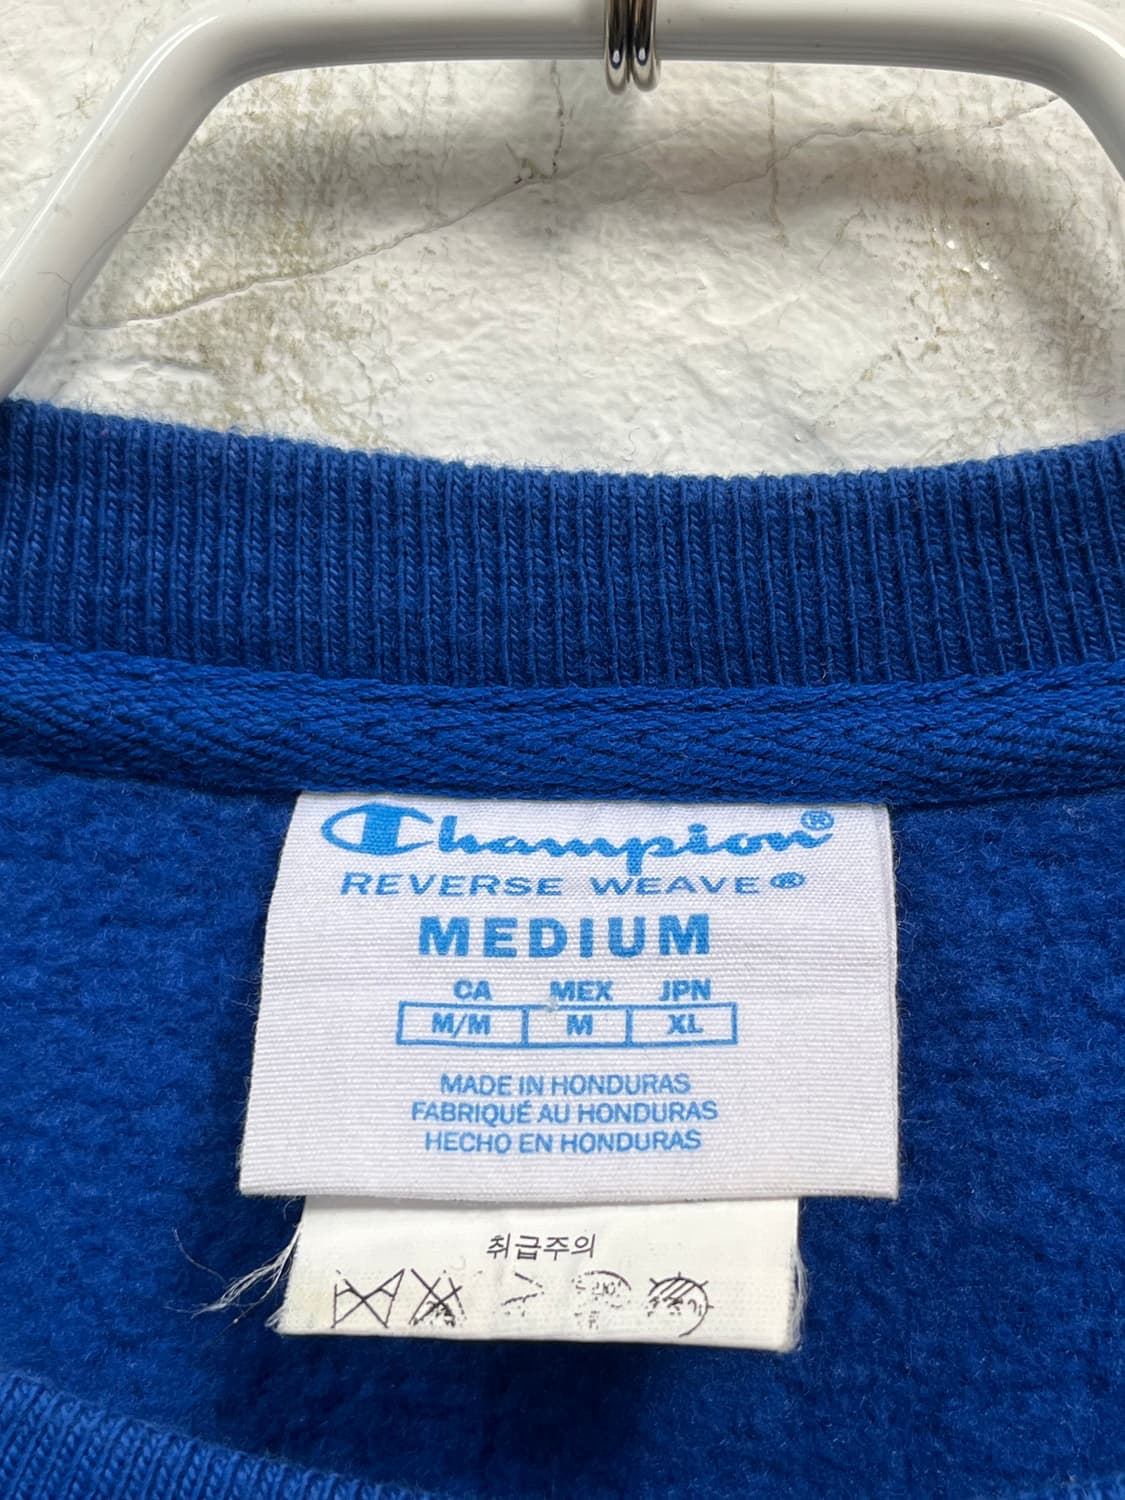 Champion®
REVERSE WEAVE®
MEDIUM
CA MEX JPN
M/M M XL
MADE IN HONDURAS
FABRIQUÉ AU HONDURAS
HECHO EN HONDURAS
취급주의